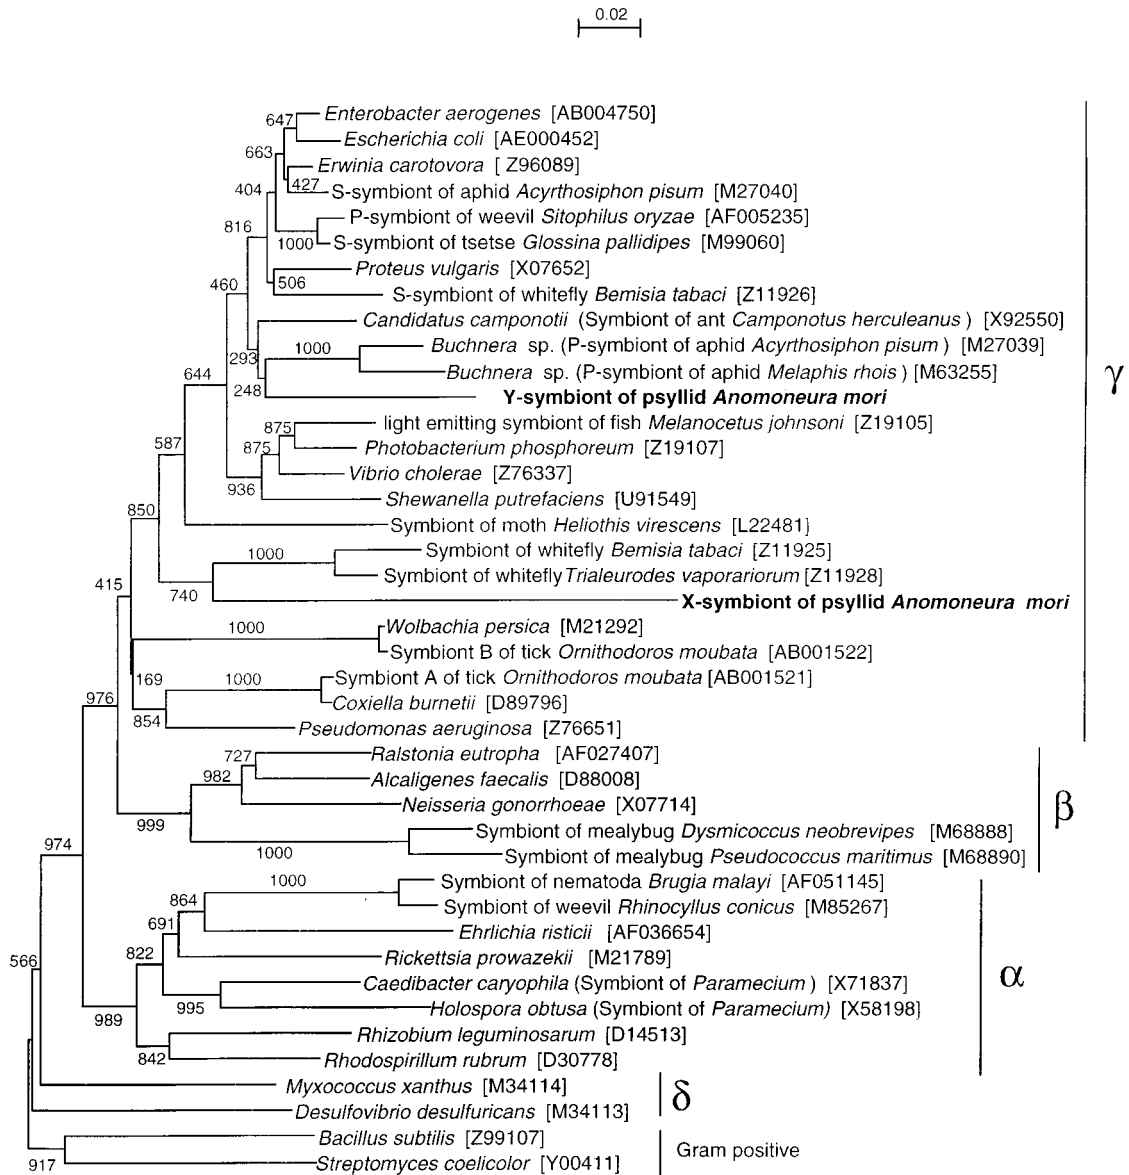 0.02
Enterobacter aerogenes [AB004750]
647
Escherichia coli [AE000452]
663
Erwinia carotovora [ Z96089]
427
404
S-symbiont of aphid Acyrthosiphon pisum [M27040]
P-symbiont of weevil Sitophilus oryzae [AF005235]
816
1000
S-symbiont of tsetse Glossina pallidipes [M99060]
Proteus vulgaris [X07652]
460
506
S-symbiont of whitefly Bemisia tabaci [Z11926]
Candidatus camponotii (Symbiont of ant Camponotus herculeanus ) [X92550]
1000
Buchnera sp. (P-symbiont of aphid Acyrthosiphon pisum ) [M27039]
293
644
Buchnera sp. (P-symbiont of aphid Melaphis rhois ) [M63255]
248
Y-symbiont of psyllid Anomoneura mori
light emitting symbiont of fish Melanocetus johnsoni [Z19105]
875
587
875
Photobacterium phosphoreum [Z19107]
Vibrio cholerae [Z76337]
936
Shewanella putrefaciens [U91549]
850
Symbiont of moth Heliothis virescens [L22481]
1000
Symbiont of whitefly Bemisia tabaci [Z11925]
415
Symbiont of whitefly Trialeurodes vaporariorum [Z11928]
740
X-symbiont of psyllid Anomoneura mori
1000
Wolbachia persica [M21292]
Symbiont B of tick Ornithodoros moubata [AB001522]
169
1000
Symbiont A of tick Ornithodoros moubata [AB001521]
976
Coxiella burnetii [D89796]
854
Pseudomonas aeruginosa [Z76651]
γ
727
Ralstonia eutropha [AF027407]
982
Alcaligenes faecalis [D88008]
Neisseria gonorrhoeae [X07714]
999
Symbiont of mealybug Dysmicoccus neobrevipes [M68888]
974
1000
Symbiont of mealybug Pseudococcus maritimus [M68890]
β
1000
Symbiont of nematoda Brugia malayi [AF051145]
864
Symbiont of weevil Rhinocyllus conicus [M85267]
691
Ehrlichia risticii [AF036654]
822
Rickettsia prowazekii [M21789]
566
Caedibacter caryophila (Symbiont of Paramecium ) [X71837]
995
Holospora obtusa (Symbiont of Paramecium) [X58198]
989
Rhizobium leguminosarum [D14513]
842
Rhodospirillum rubrum [D30778]
α
Myxococcus xanthus [M34114]
Desulfovibrio desulfuricans [M34113]
δ
Bacillus subtilis [Z99107]
917
Streptomyces coelicolor [Y00411]
Gram positive